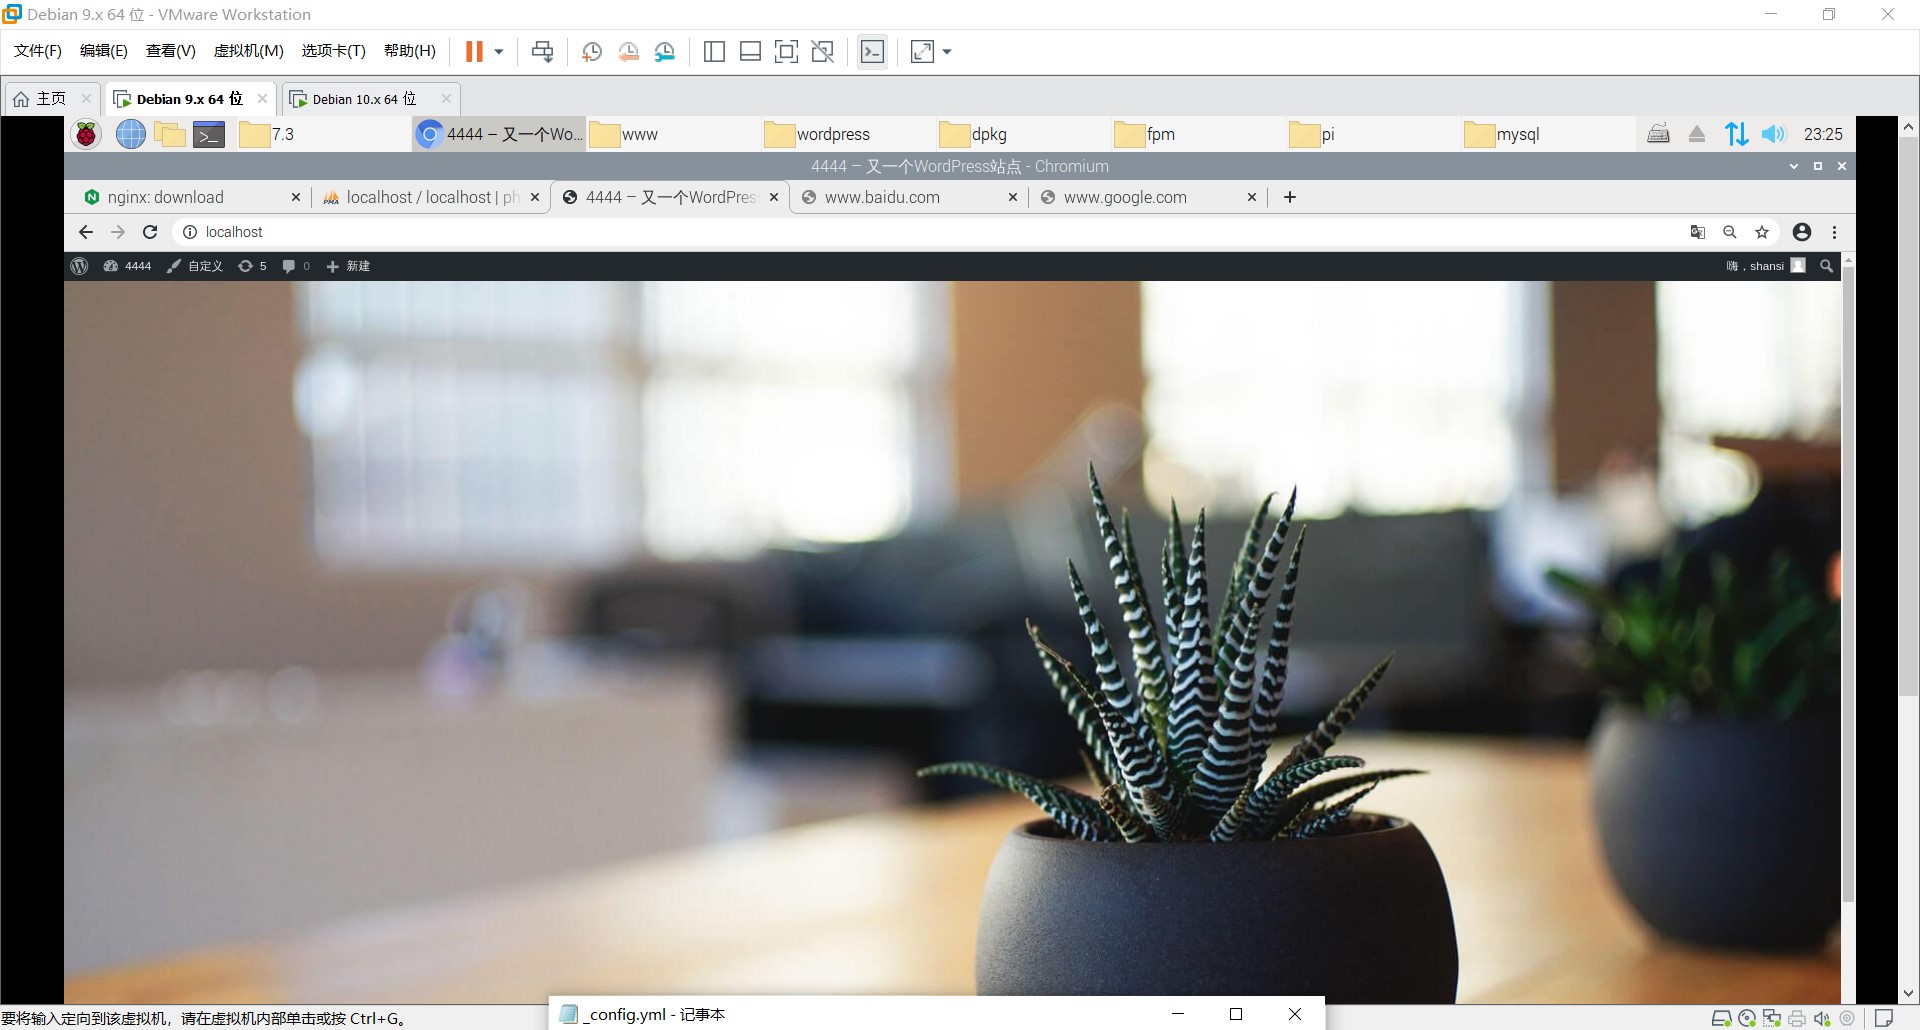 Debian 9.x 64 位 - VMware Workstation
文件(F) 编辑(E) 查看(V) 虚拟机(M) 选项卡(T) 帮助(H)
主页 Debian 9.x 64 位 Debian 10.x 64 位
7.3 4444 – 又一个Wo... www wordpress dpkg fpm pi mysql 23:25
4444 – 又一个WordPress站点 - Chromium
nginx: download localhost / localhost | ph 4444 – 又一个WordPres www.baidu.com www.google.com
localhost
4444 自定义 5 0 新建 嗨，shansi
_config.yml - 记事本
要将输入定向到该虚拟机，请在虚拟机内部单击或按 Ctrl+G。